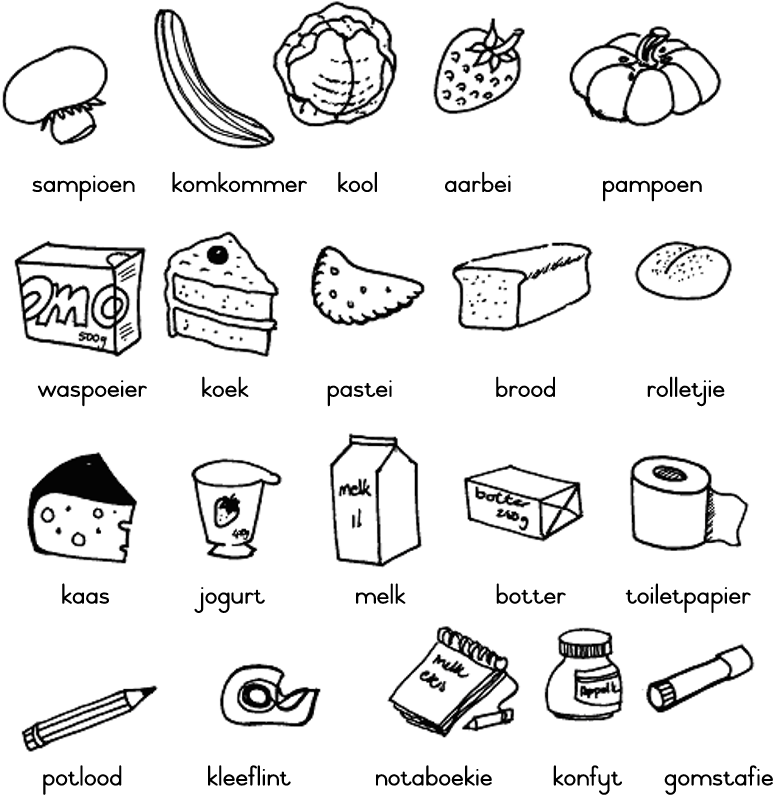 sampioen komkommer kool aarbei pampoen
OMO
500g
waspoeier koek pastei brood rolletjie
melk
1l
botter
250g
kaas jogurt melk botter toiletpapier
melk
eiers
potlood kleeflint notaboekie konfyt gomstafie